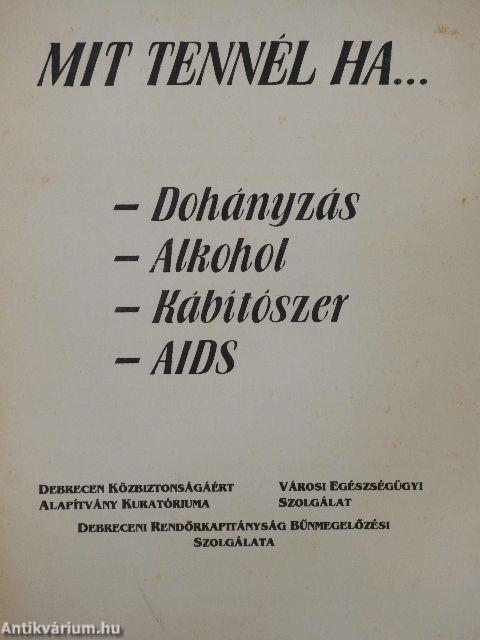 MIT TENNÉL HA...
– Dohányzás
– Alkohol
– Kábítószer
– AIDS
DEBRECEN KÖZBIZTONSÁGÁÉRT
ALAPÍTVÁNY KURATÓRIUMA
VÁROSI EGÉSZSÉGÜGYI
SZOLGÁLAT
DEBRECENI RENDŐRKAPITÁNYSÁG BŰNMEGELŐZÉSI
SZOLGÁLATA
Antikvárium.hu